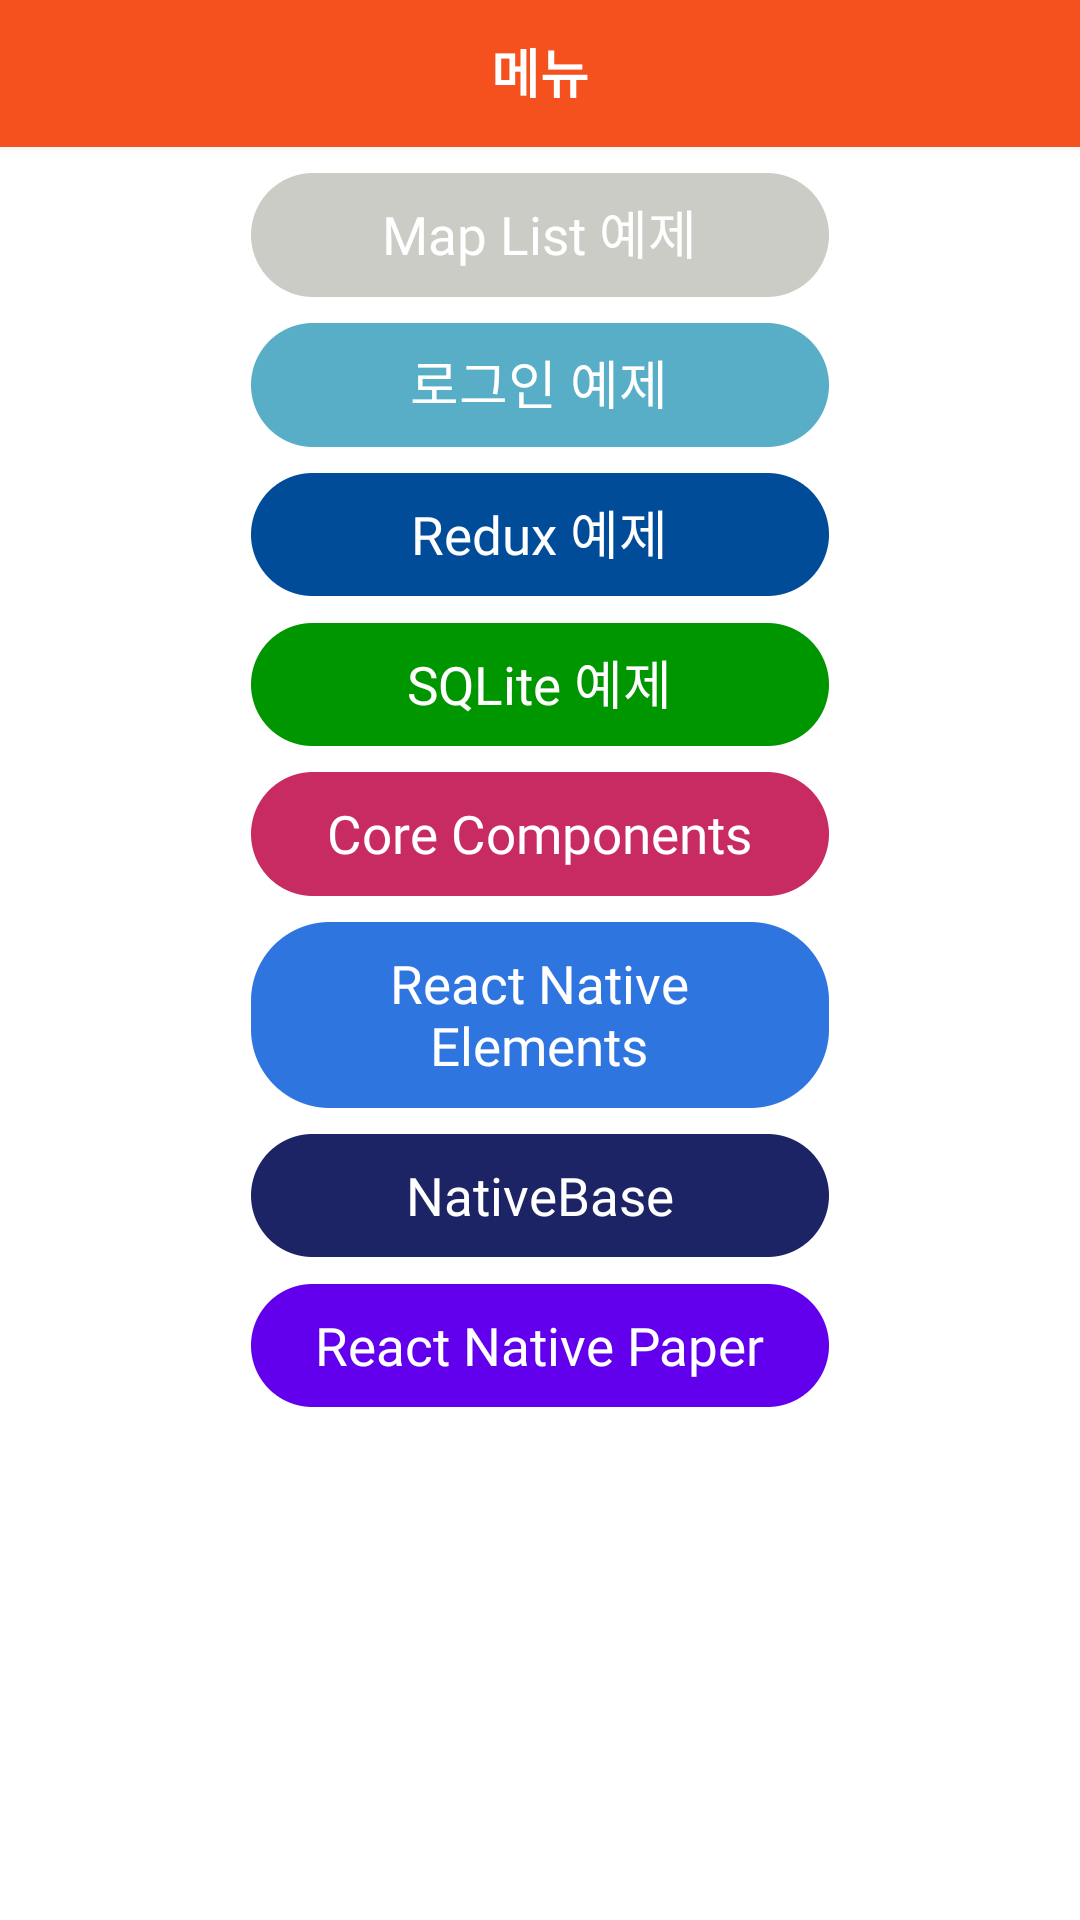 메뉴
Map List 예제
로그인 예제
Redux 예제
SQLite 예제
Core Components
React Native
Elements
NativeBase
React Native Paper